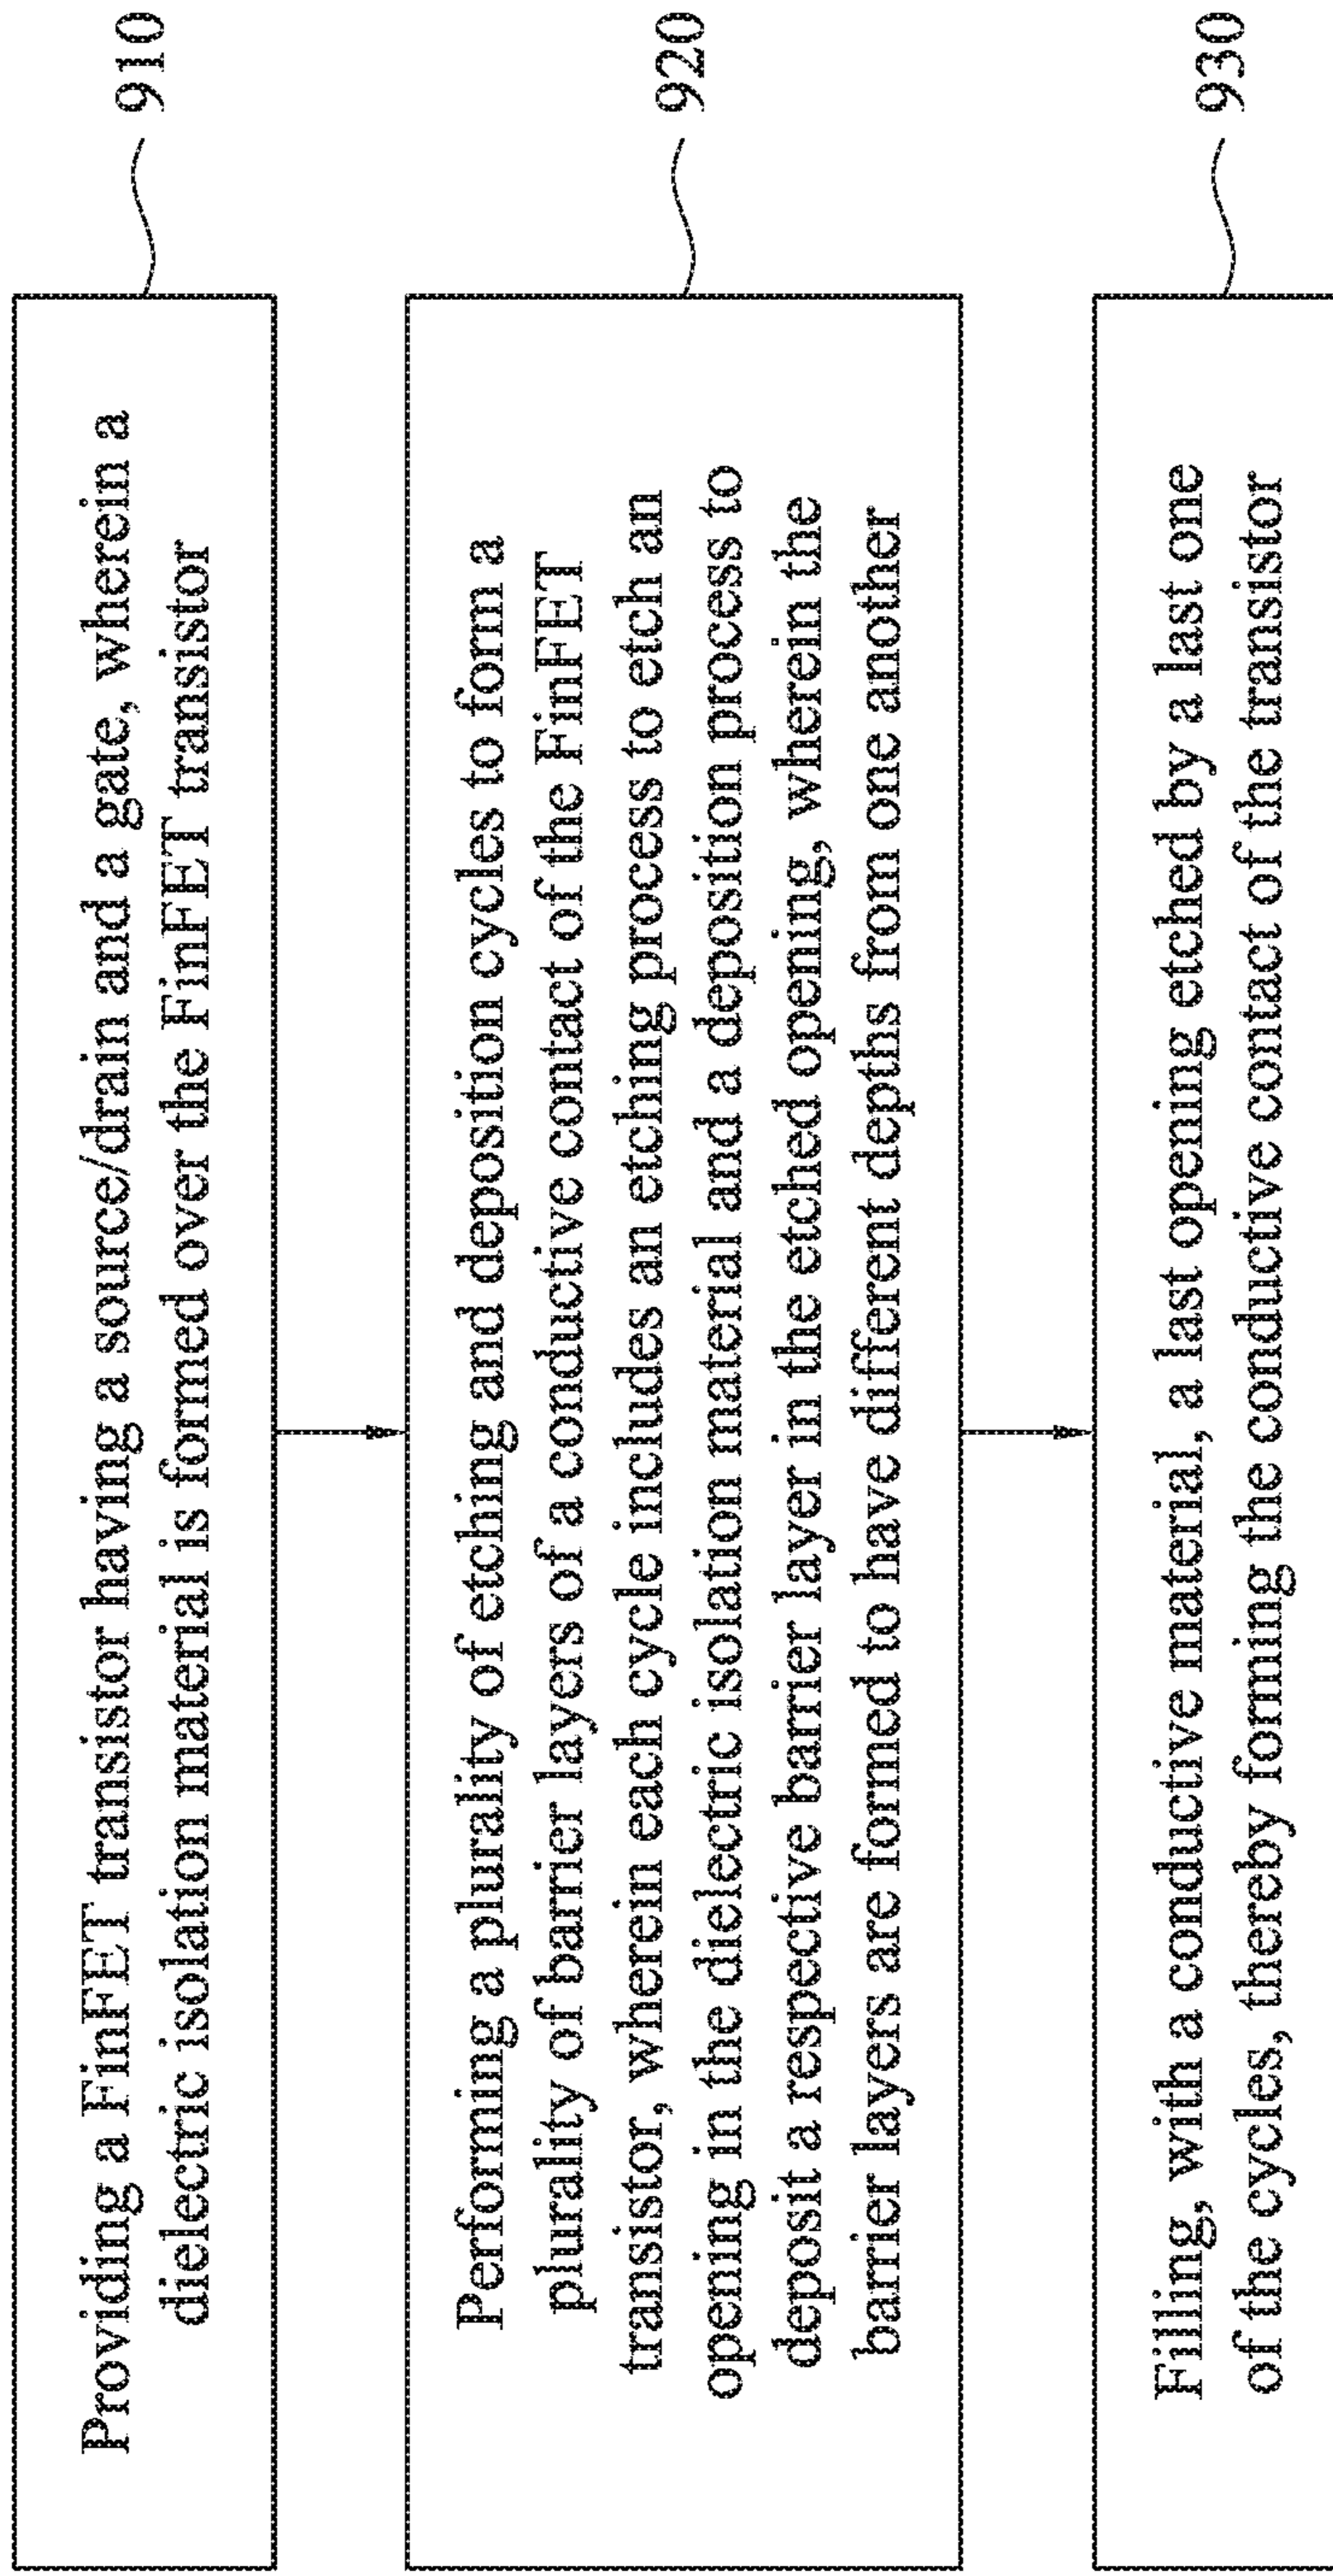 Providing a FinFET transistor having a source/drain and a gate, wherein a
dielectric isolation material is formed over the FinFET transistor
910
Performing a plurality of etching and deposition cycles to form a
plurality of barrier layers of a conductive contact of the FinFET
transistor, wherein each cycle includes an etching process to etch an
opening in the dielectric isolation material and a deposition process to
deposit a respective barrier layer in the etched opening, wherein the
barrier layers are formed to have different depths from one another
920
Filling, with a conductive material, a last opening etched by a last one
of the cycles, thereby forming the conductive contact of the transistor
930